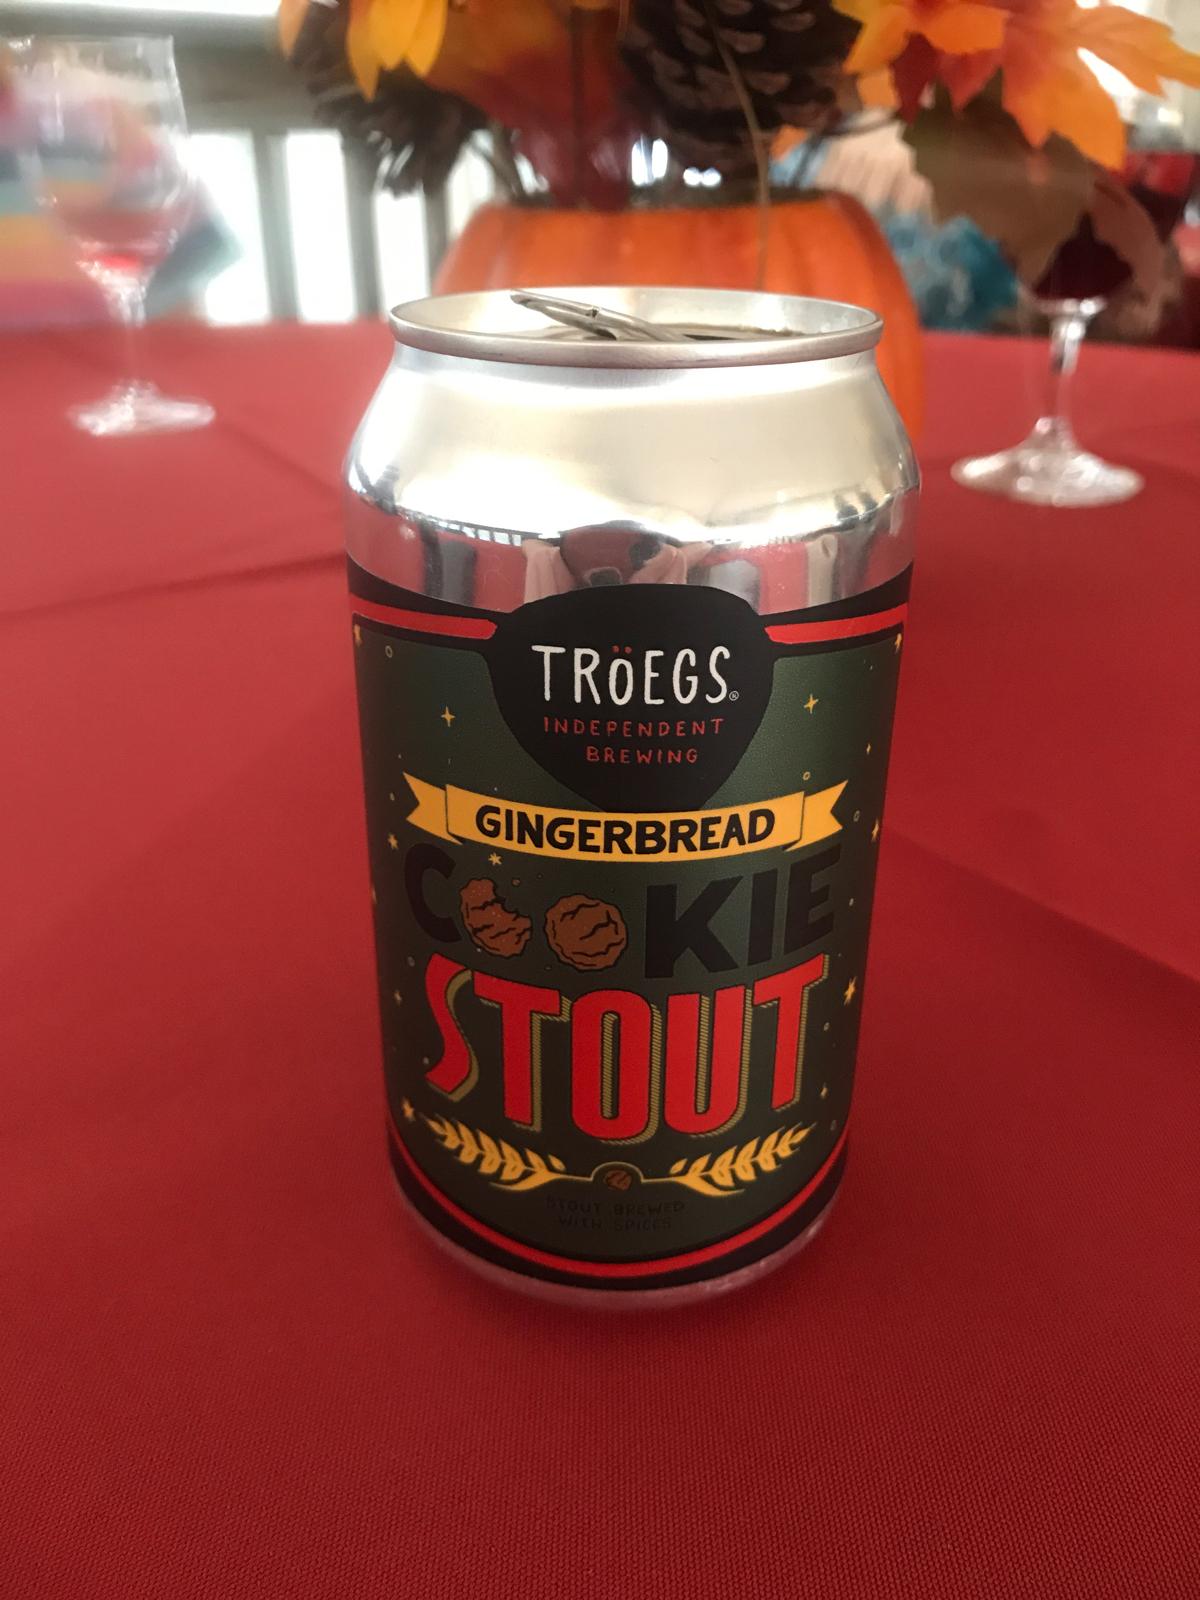 TRöEGS®
INDEPENDENT
BREWING
GINGERBREAD
COOKIE
STOUT
STOUT BREWED
WITH SPICES